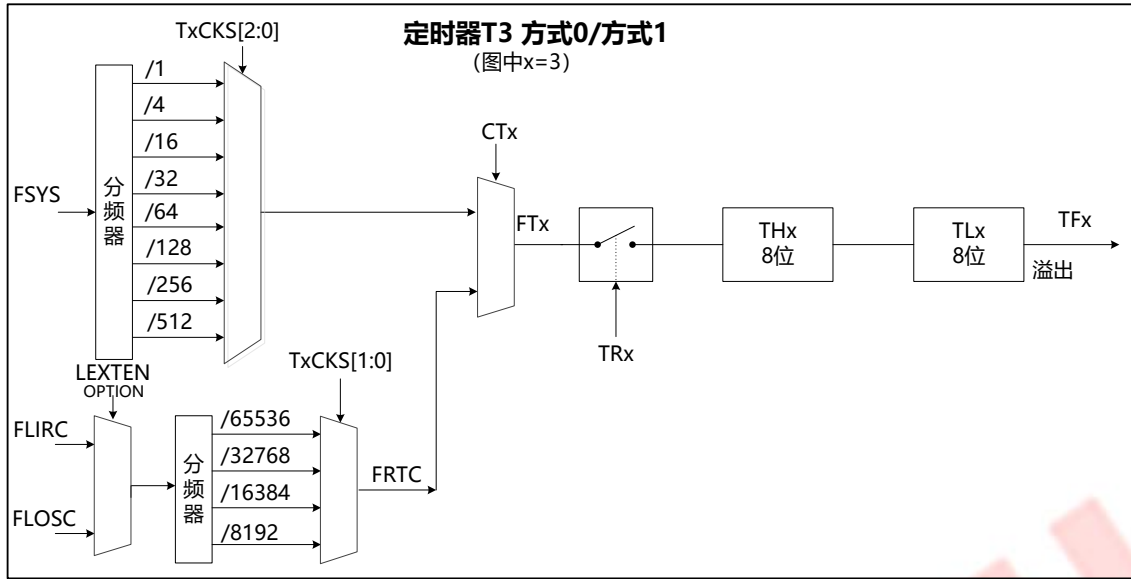 定时器T3 方式0/方式1
(图中x=3)
TxCKS[2:0]
/1
/4
/16
/32
/64
/128
/256
/512
FSYS
分频器
CTx
FTx
TRx
THx
8位
TLx
8位
TFx
溢出
LEXTEN
OPTION
TxCKS[1:0]
FLIRC
FLOSC
分频器
/65536
/32768
/16384
/8192
FRTC